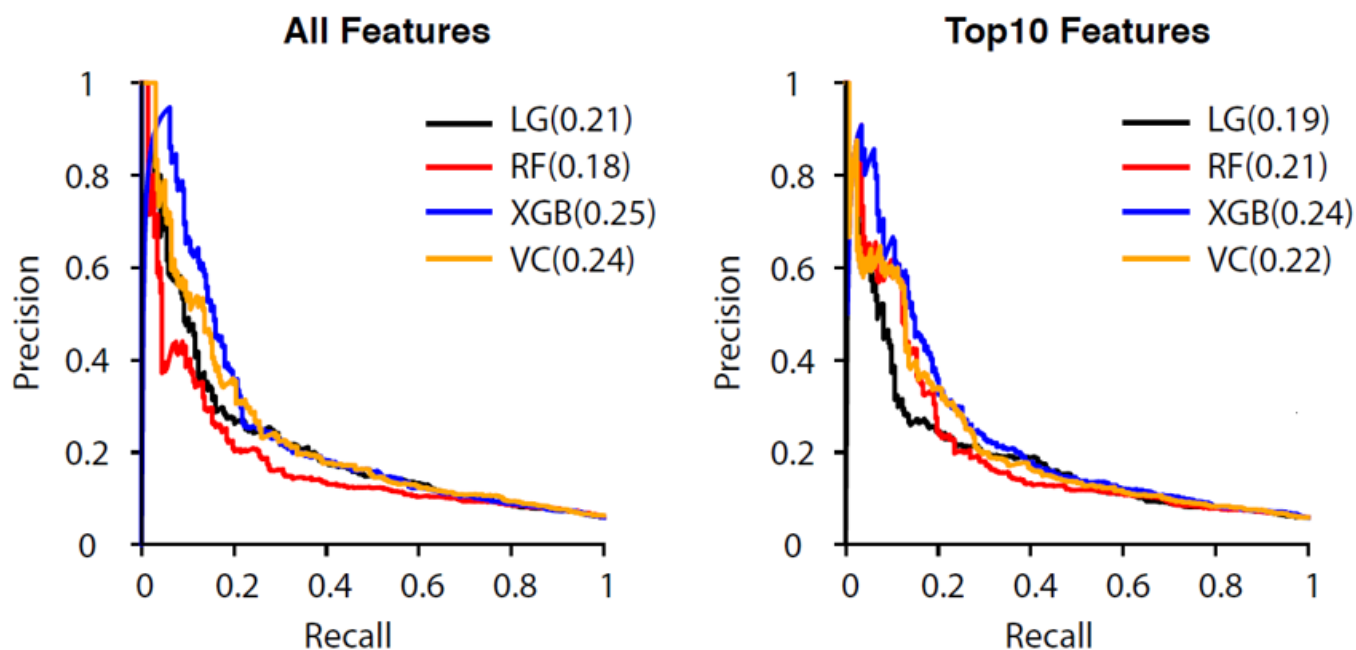 All Features
1
0.8
0.6
0.4
0.2
0
Precision
LG(0.21)
RF(0.18)
XGB(0.25)
VC(0.24)
0 0.2 0.4 0.6 0.8 1
Recall
Top10 Features
1
0.8
0.6
0.4
0.2
0
Precision
LG(0.19)
RF(0.21)
XGB(0.24)
VC(0.22)
0 0.2 0.4 0.6 0.8 1
Recall